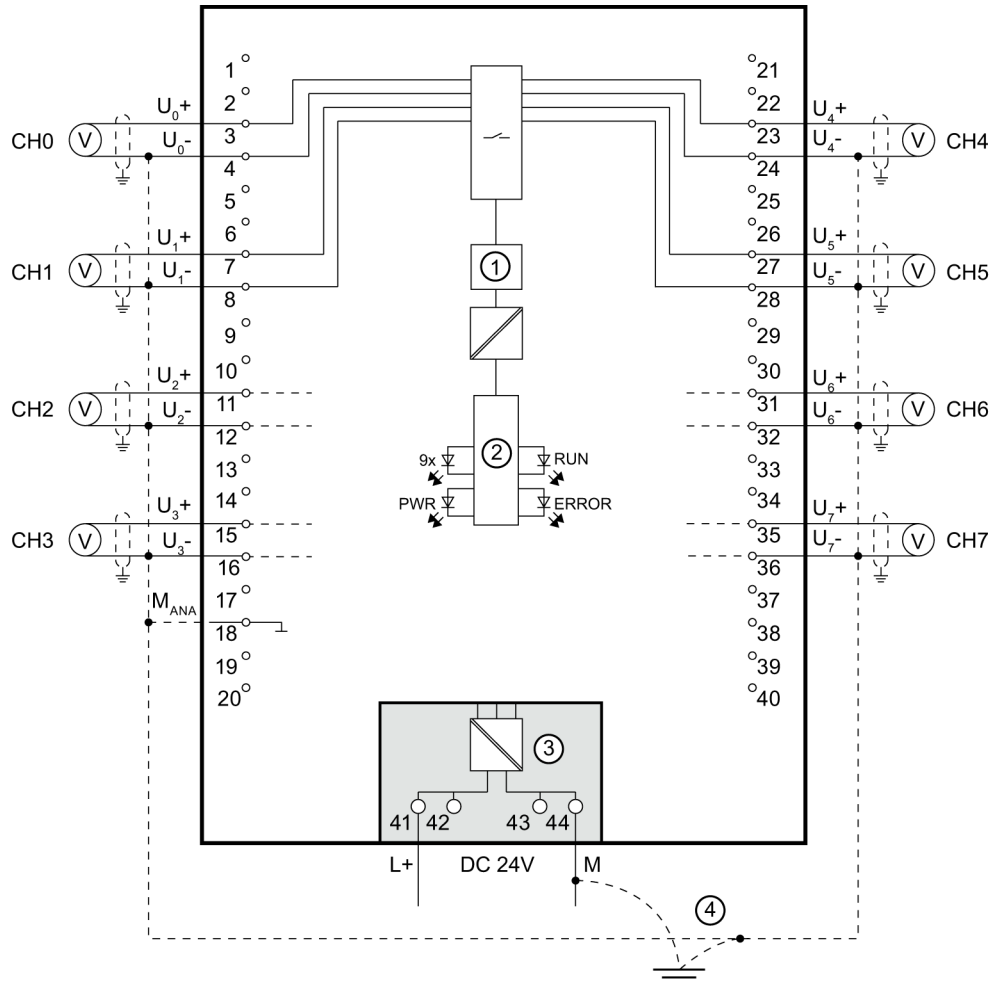 1
21
U0+
2
22
U4+
CH0
V
3
23
V
CH4
U0-
U4-
4
24
5
25
U1+
6
26
U5+
CH1
V
U1-
7
1
27
U5-
V
CH5
8
28
9
29
U2+
10
30
U6+
CH2
V
U2-
11
31
U6-
V
CH6
12
32
2
13
9x
RUN
33
14
PWR
ERROR
34
U3+
U7+
CH3
V
U3-
15
35
U7-
V
CH7
16
36
17
37
MANA
18
38
19
39
20
40
3
41
42
43
44
L+
DC 24V
M
4